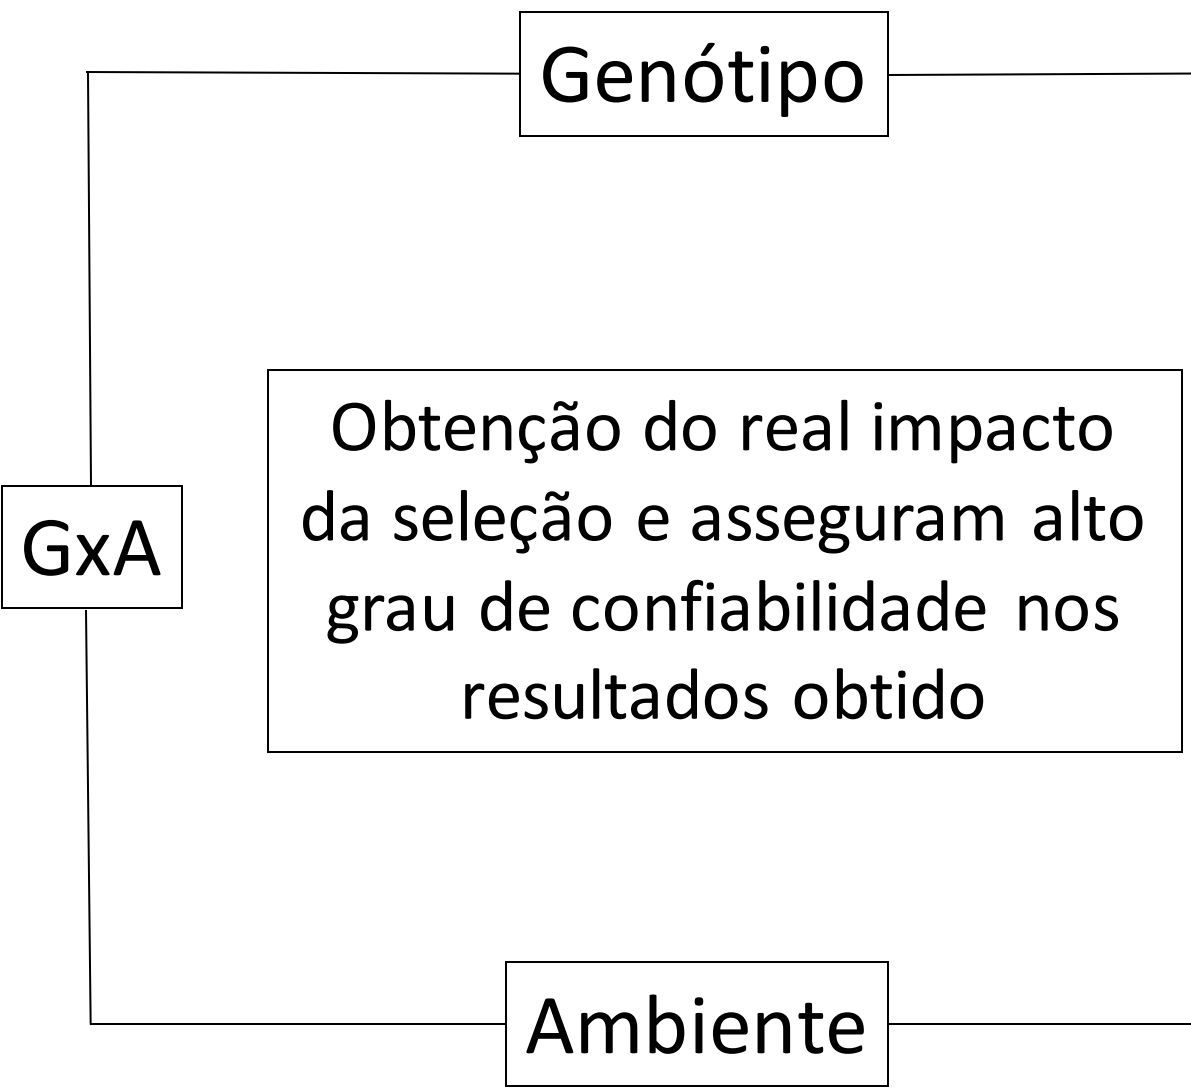 Genótipo
Obtenção do real impacto
da seleção e asseguram alto
GxA
grau de confiabilidade nos
resultados obtido
Ambiente